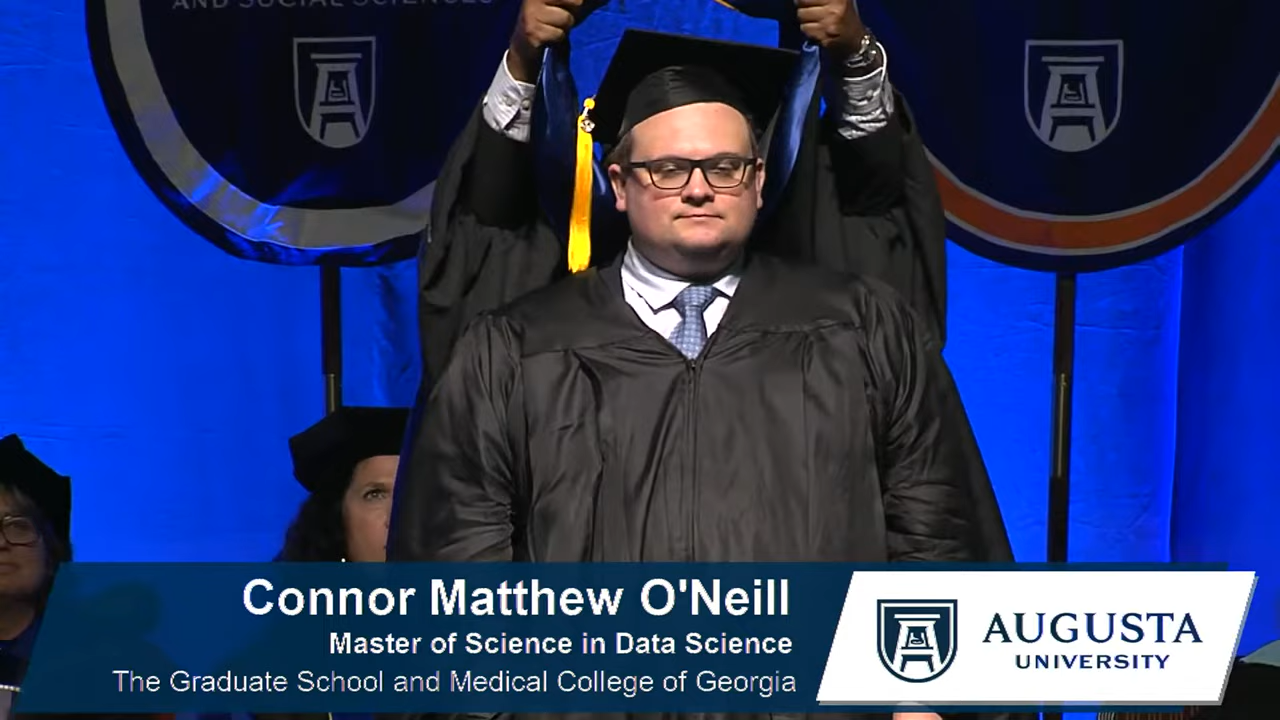 AND SOCIAL SCIENCES
Connor Matthew O'Neill
Master of Science in Data Science
The Graduate School and Medical College of Georgia
AUGUSTA
UNIVERSITY